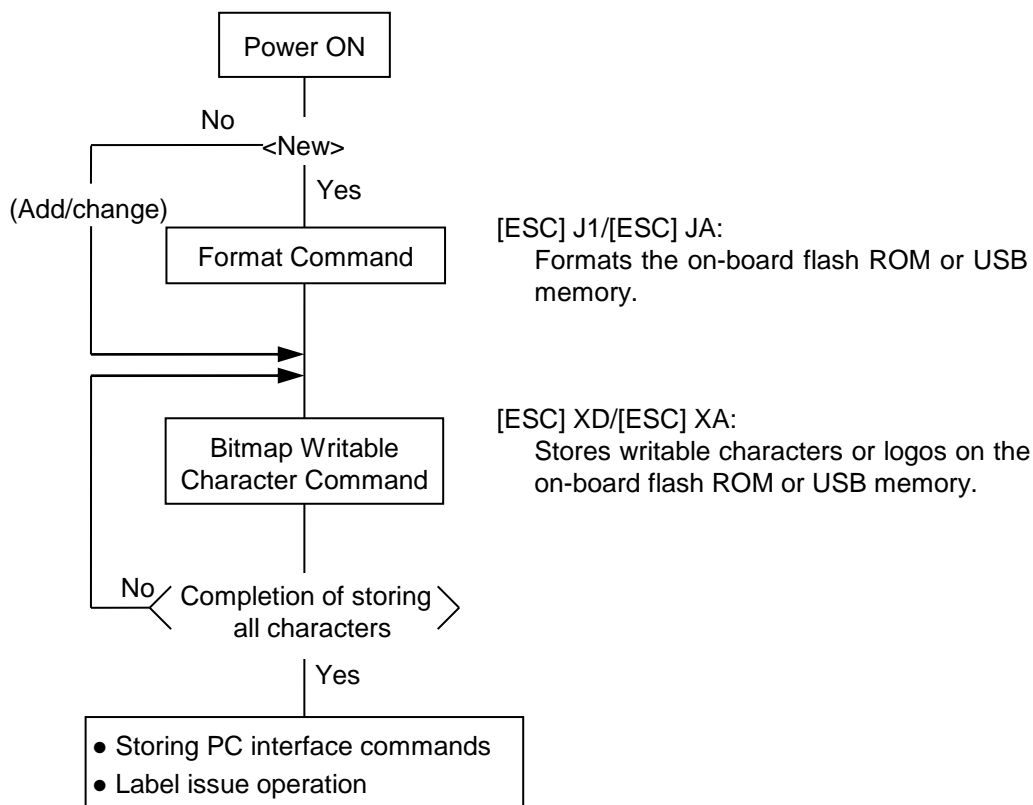 Power ON
No
<New>
Yes
(Add/change)
Format Command
[ESC] J1/[ESC] JA:
Formats the on-board flash ROM or USB
memory.
Bitmap Writable
Character Command
[ESC] XD/[ESC] XA:
Stores writable characters or logos on the
on-board flash ROM or USB memory.
No
Completion of storing
all characters
Yes
● Storing PC interface commands
● Label issue operation